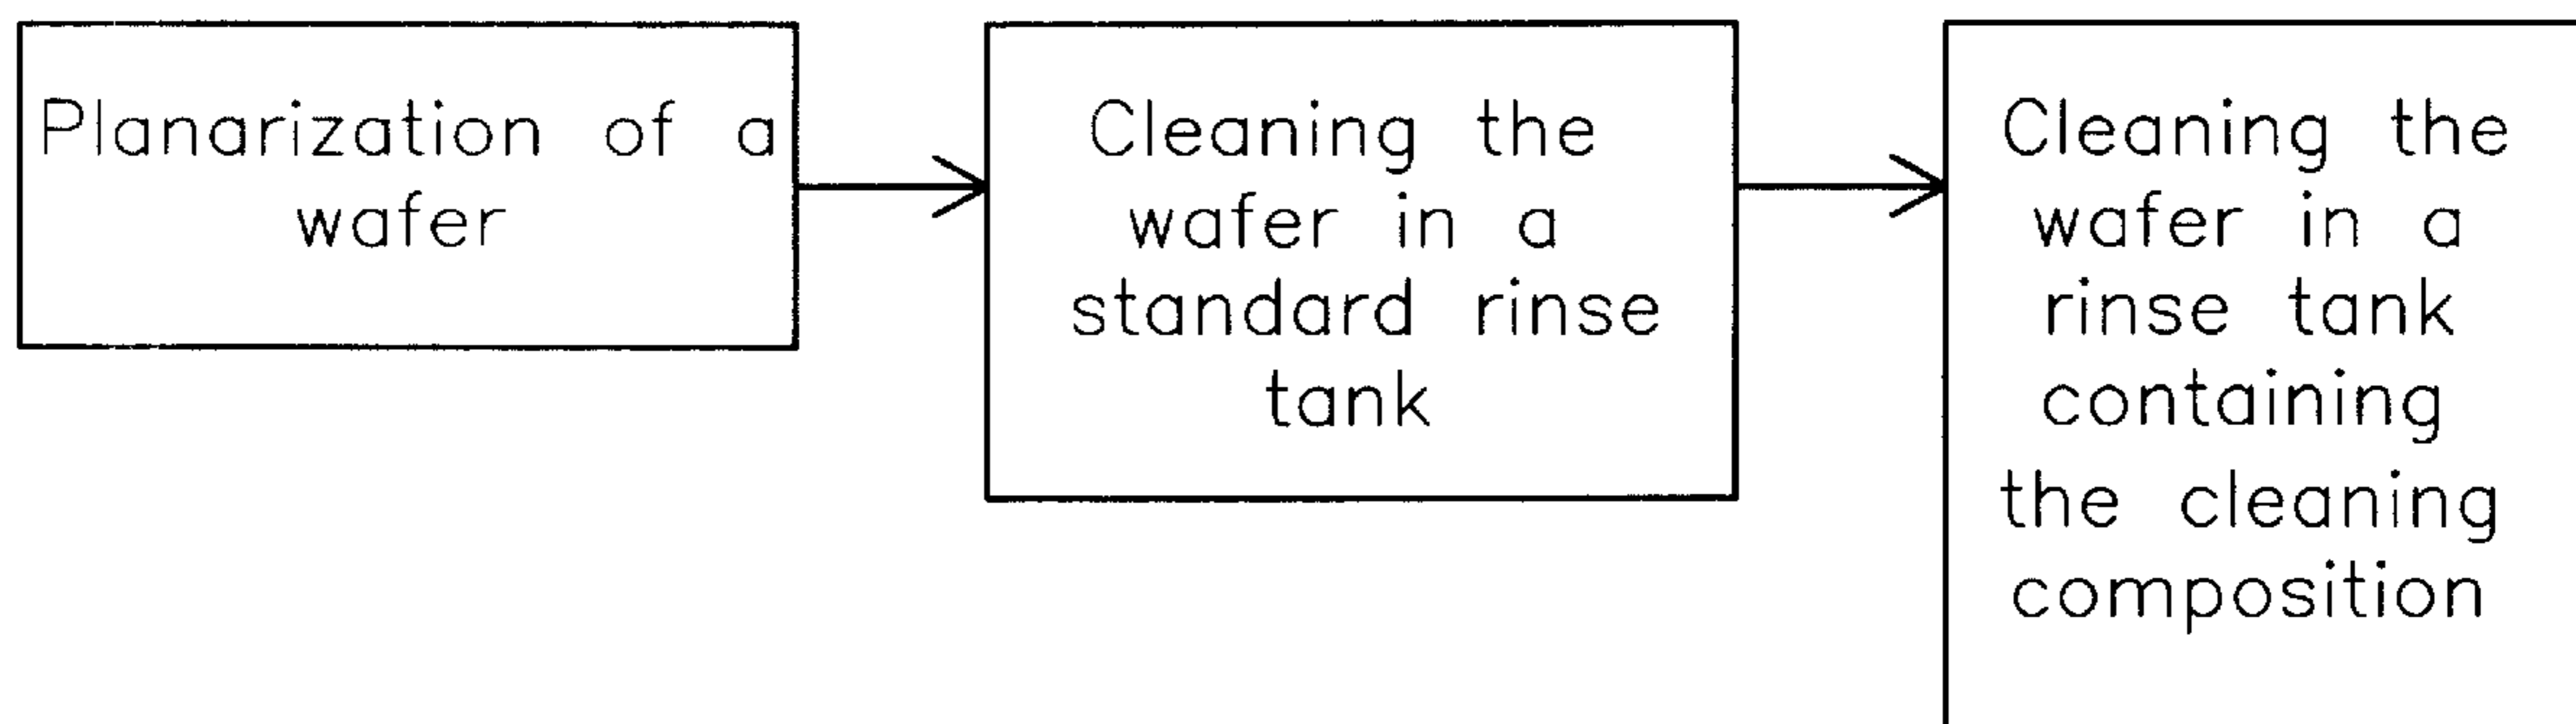 Planarization of a
wafer
Cleaning the
wafer in a
standard rinse
tank
Cleaning the
wafer in a
rinse tank
containing
the cleaning
composition